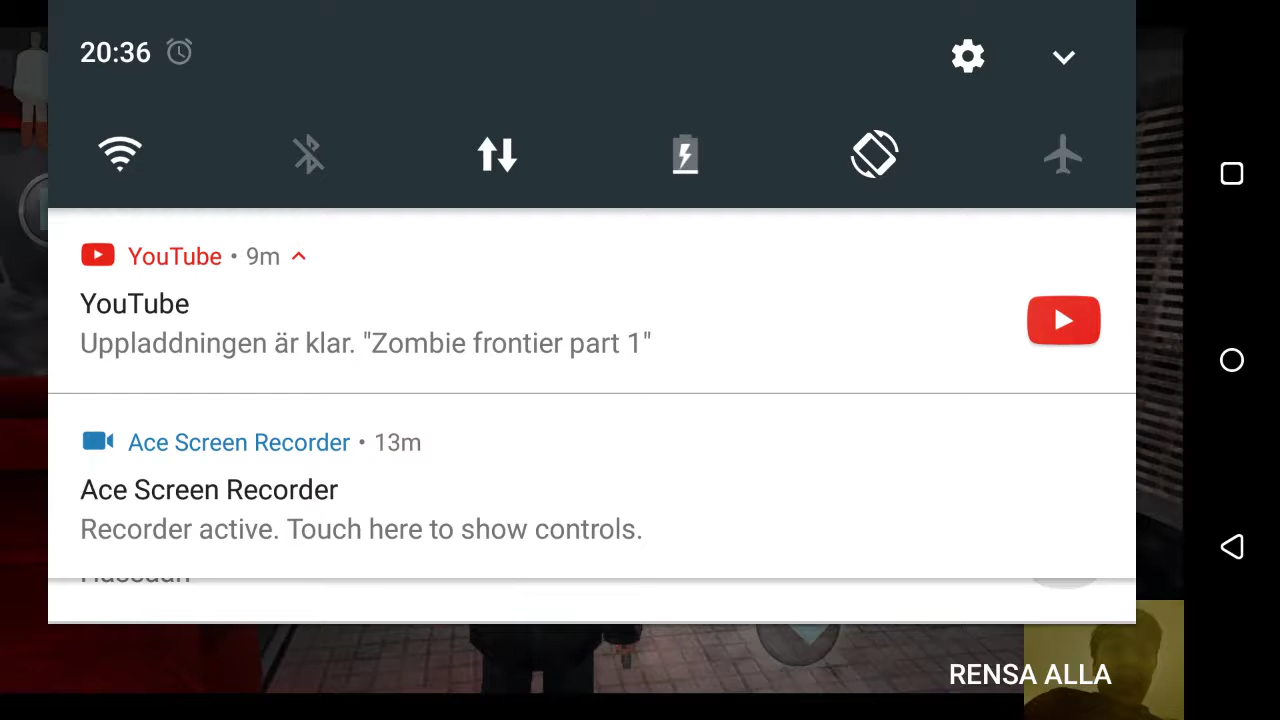 20:36
YouTube • 9m
YouTube
Uppladdningen är klar. "Zombie frontier part 1"
Ace Screen Recorder • 13m
Ace Screen Recorder
Recorder active. Touch here to show controls.
RENSA ALLA